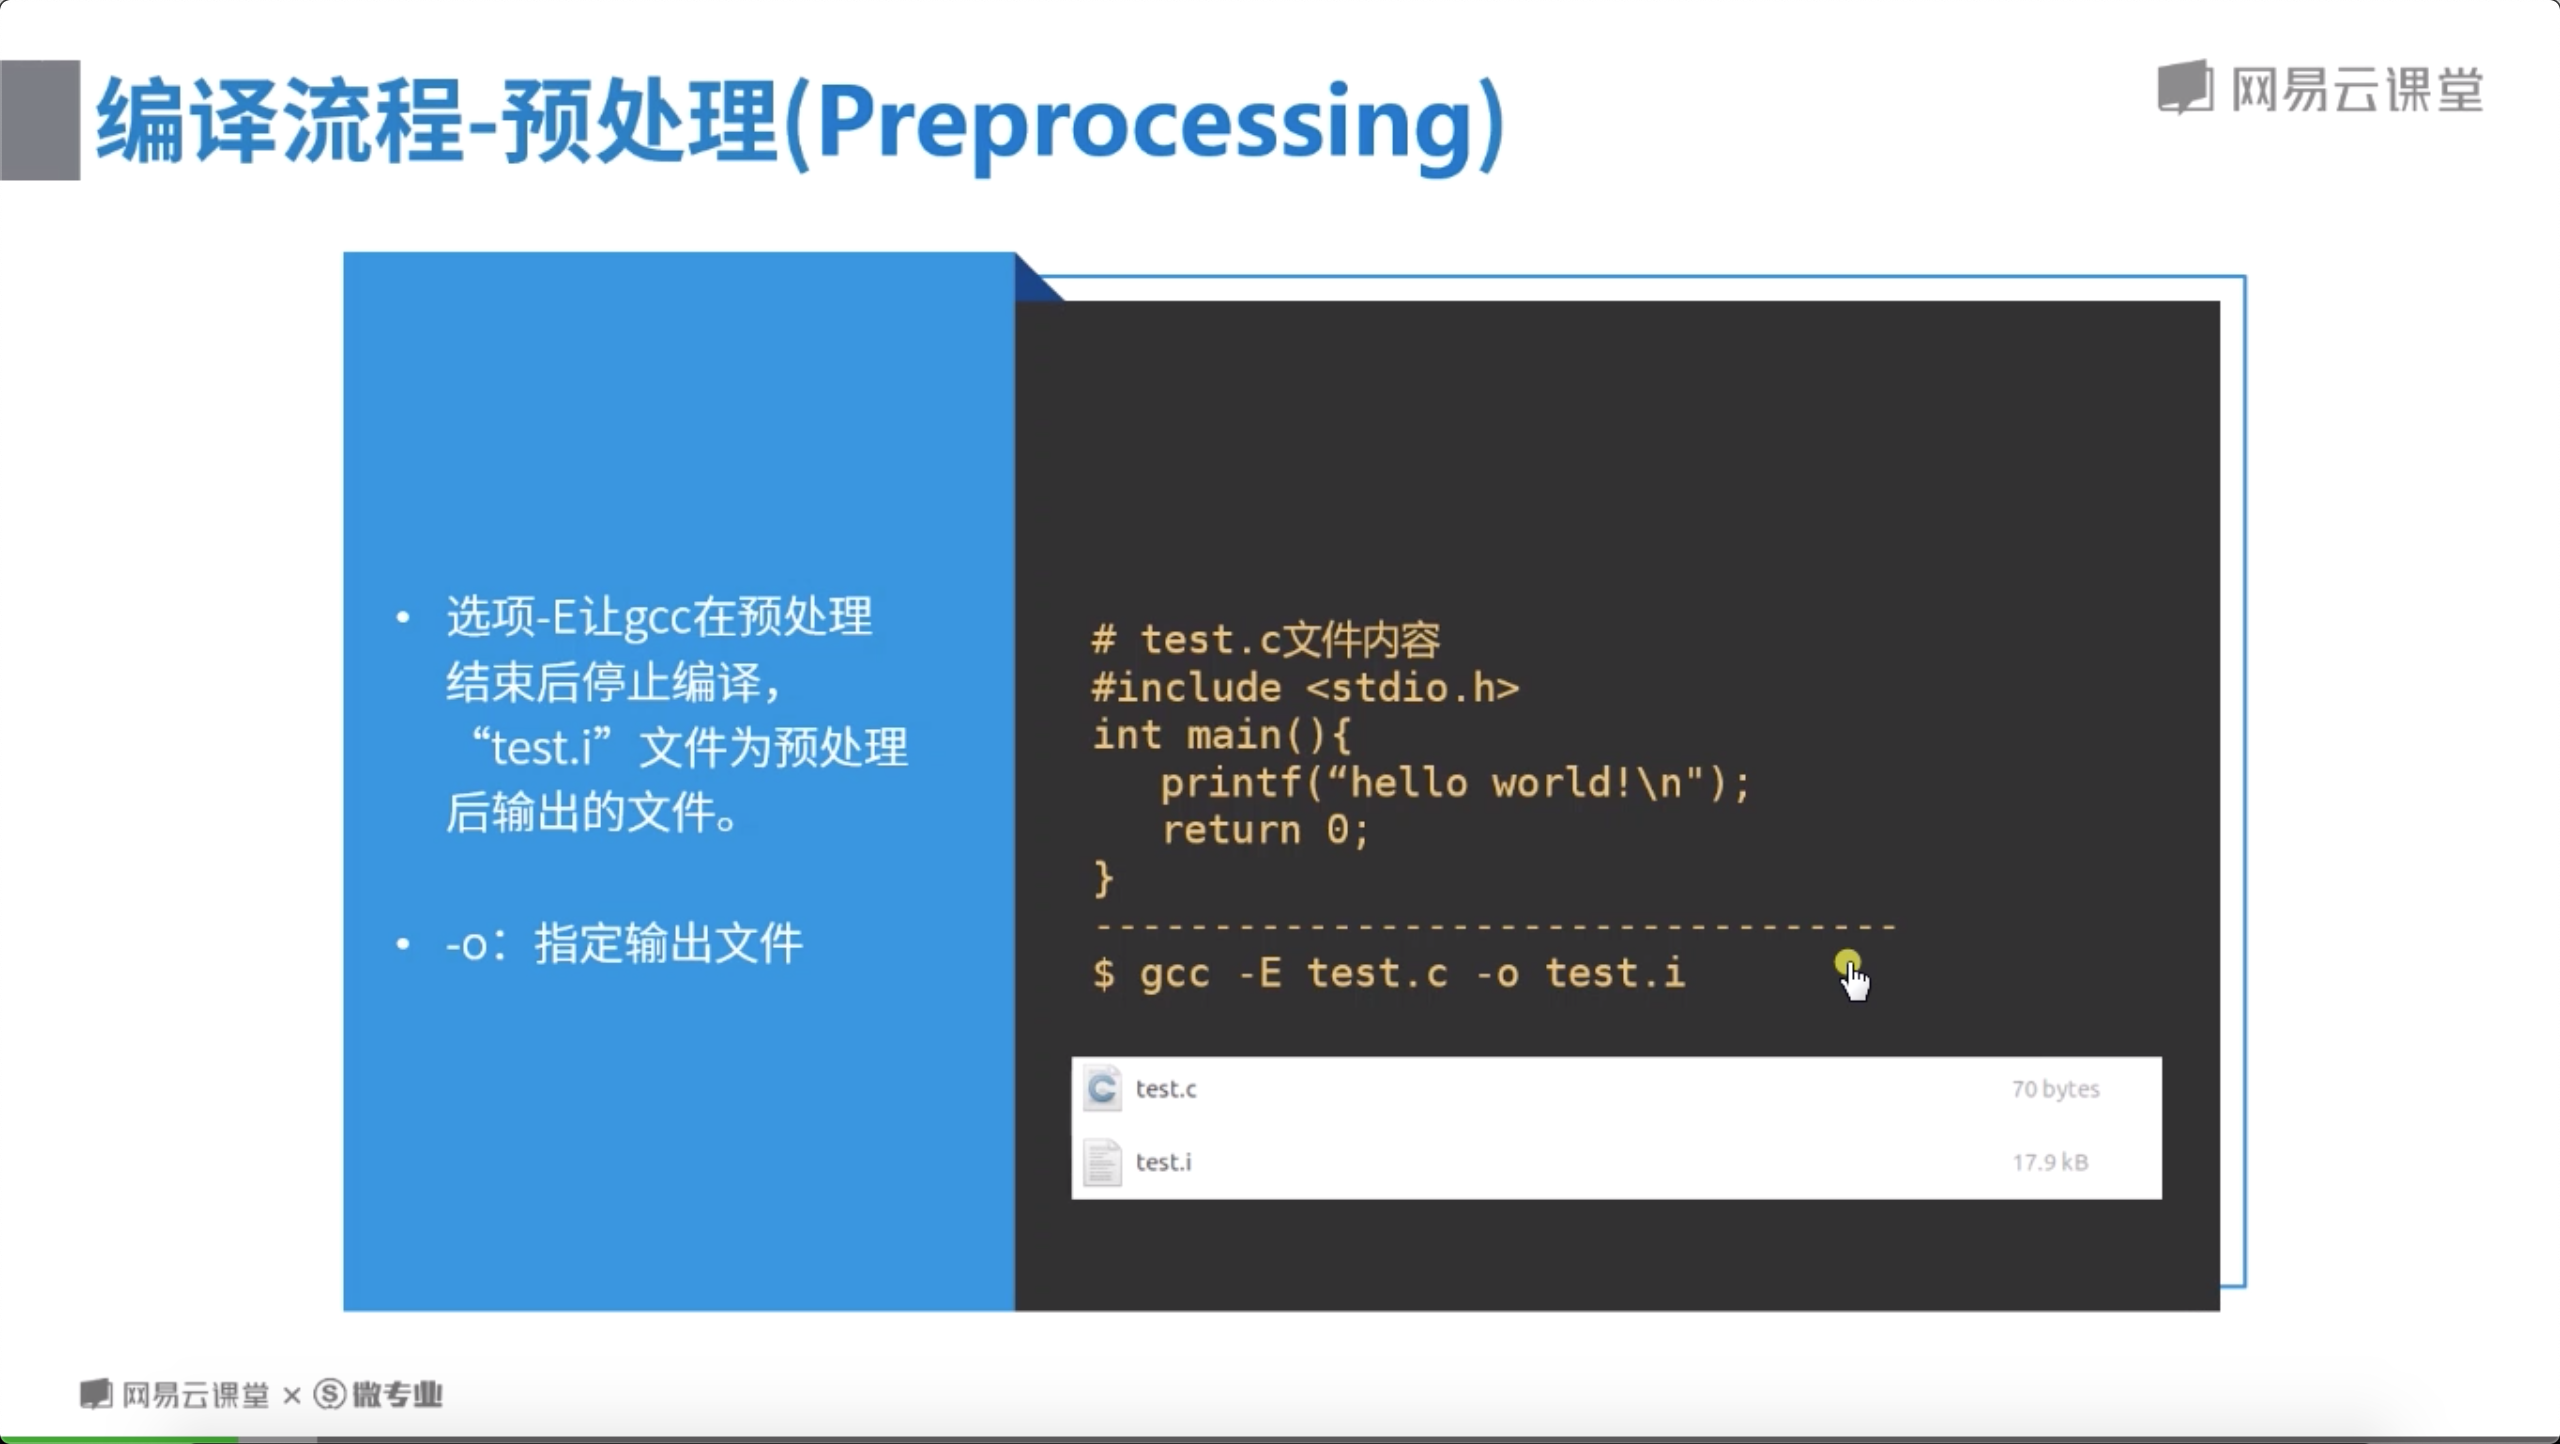 编译流程-预处理(Preprocessing)
网易云课堂
• 选项-E让gcc在预处理
结束后停止编译，
“test.i”文件为预处理
后输出的文件。
• -o：指定输出文件
# test.c文件内容
#include <stdio.h>
int main(){
printf(“hello world!\n");
return 0;
}
----------------------------------
$ gcc -E test.c -o test.i
test.c 70 bytes
test.i 17.9 kB
网易云课堂 × 微专业